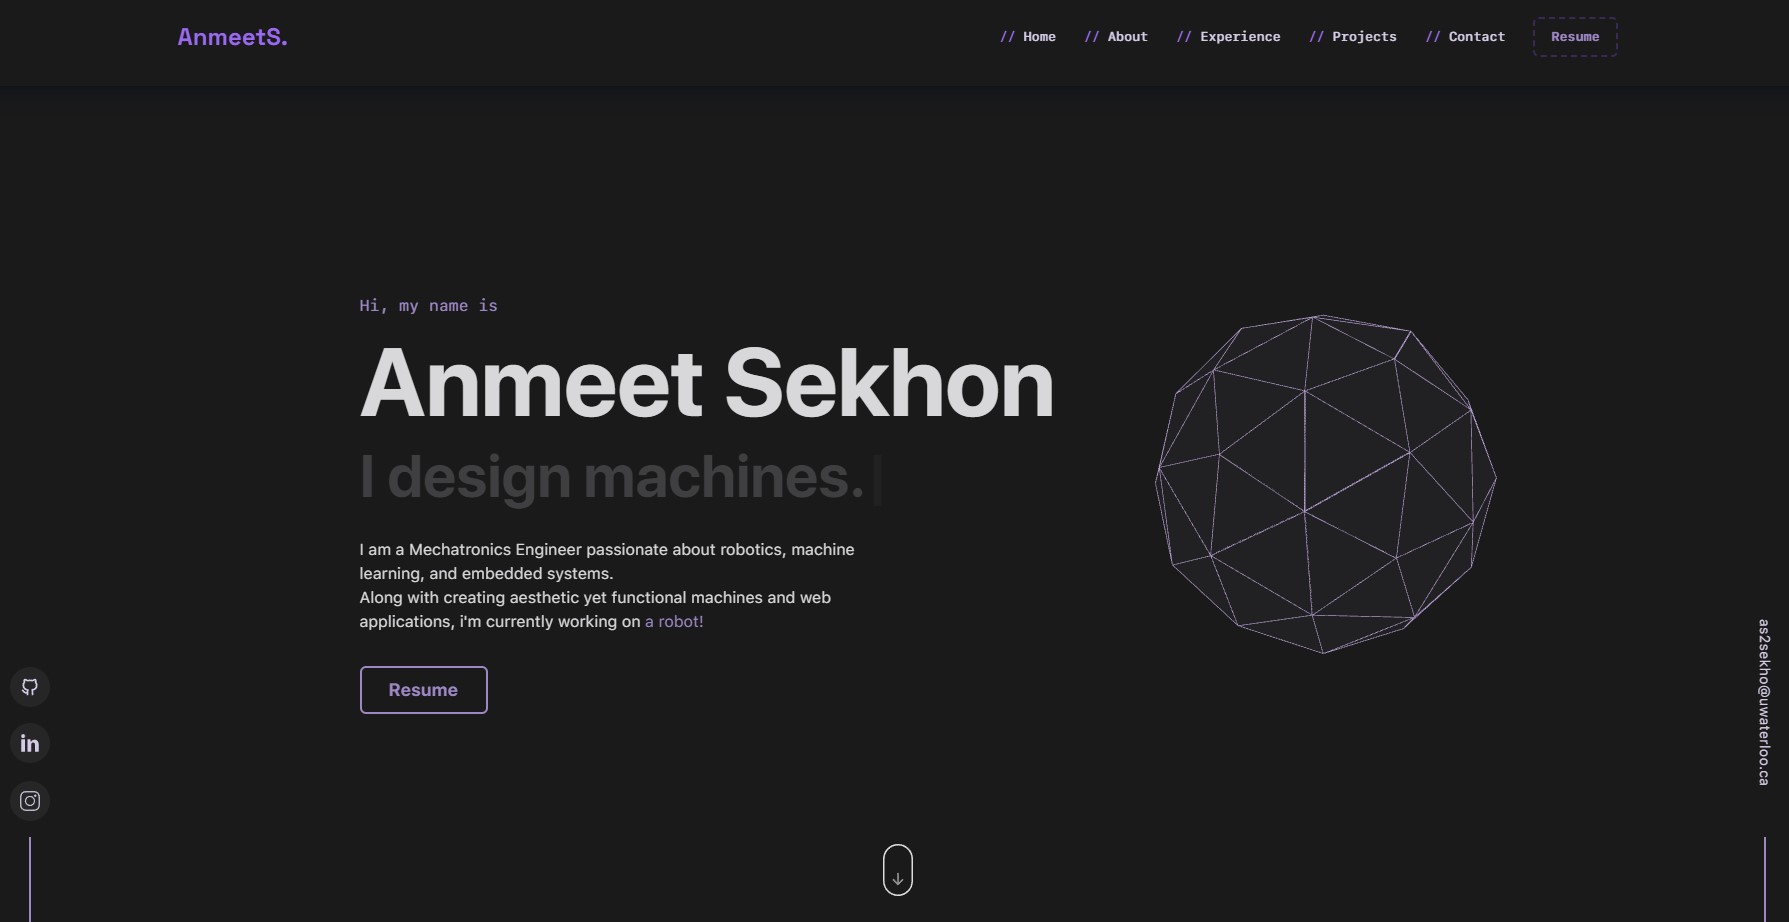 AnmeetS.
// Home // About // Experience // Projects // Contact Resume
Hi, my name is
Anmeet Sekhon
I design machines.
I am a Mechatronics Engineer passionate about robotics, machine
learning, and embedded systems.
Along with creating aesthetic yet functional machines and web
applications, i'm currently working on a robot!
Resume
in
as2sekho@uwaterloo.ca